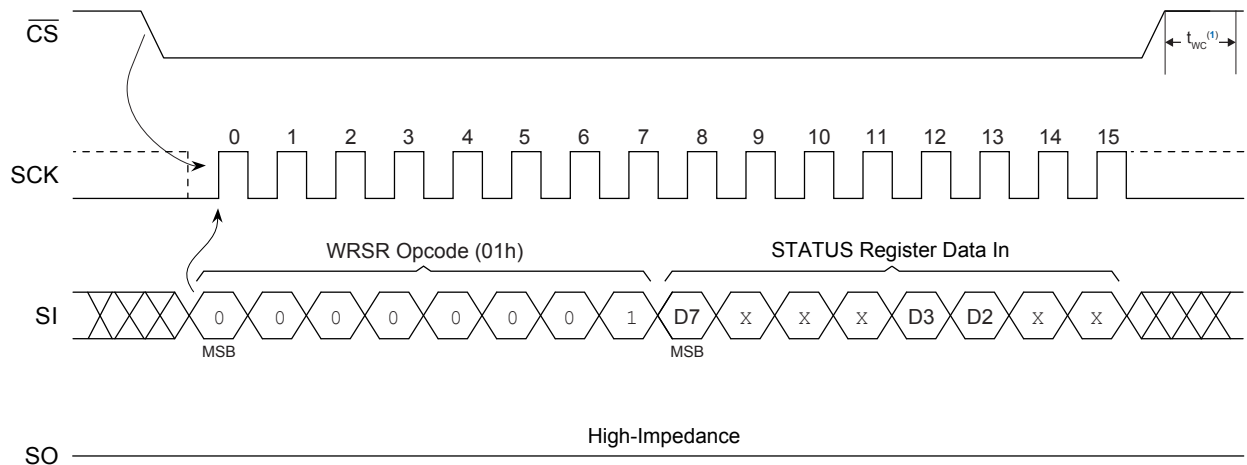 CS
t_WC(1)
0 1 2 3 4 5 6 7 8 9 10 11 12 13 14 15
SCK
WRSR Opcode (01h) STATUS Register Data In
SI 0 0 0 0 0 0 0 1 D7 X X X D3 D2 X X
MSB MSB
High-Impedance
SO